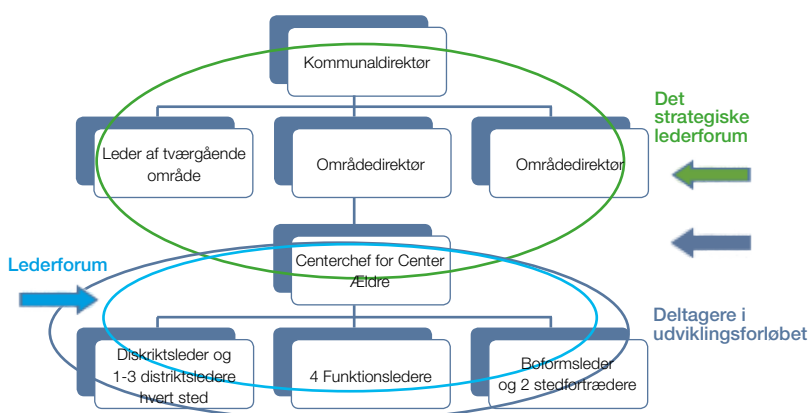 Kommunaldirektør
Det
strategiske
lederforum
Leder af tværgående
område
Områdedirektør
Områdedirektør
Lederforum
Centerchef for Center
Ældre
Deltagere i
udviklingsforløbet
Diskriktsleder og
1-3 distriktsledere
hvert sted
4 Funktionsledere
Boformsleder
og 2 stedfortrædere